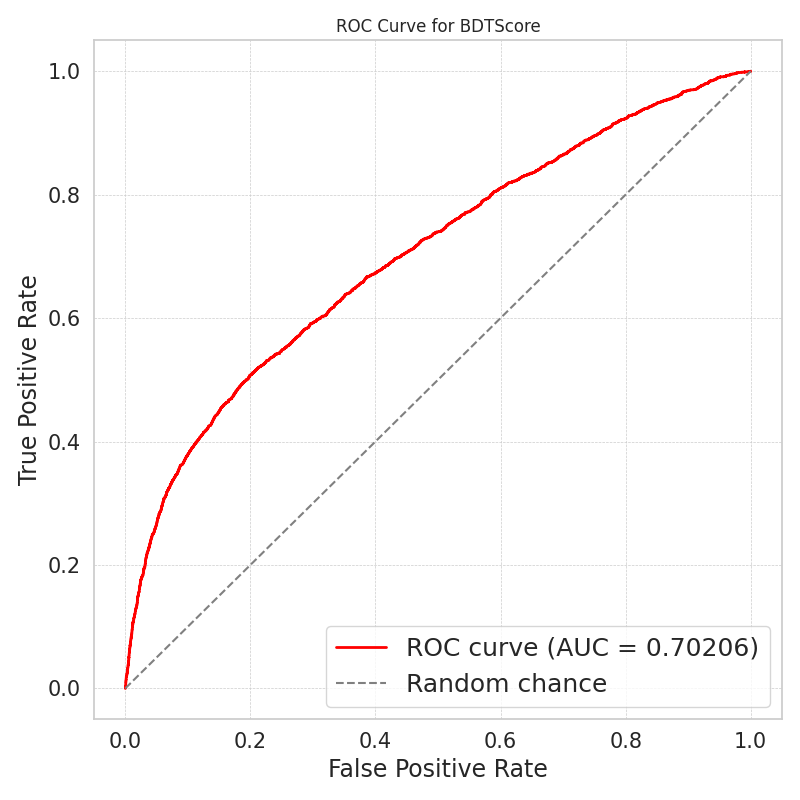 ROC Curve for BDTScore
1.0
0.8
0.6
0.4
0.2
0.0
True Positive Rate
ROC curve (AUC = 0.70206)
Random chance
0.0 0.2 0.4 0.6 0.8 1.0
False Positive Rate